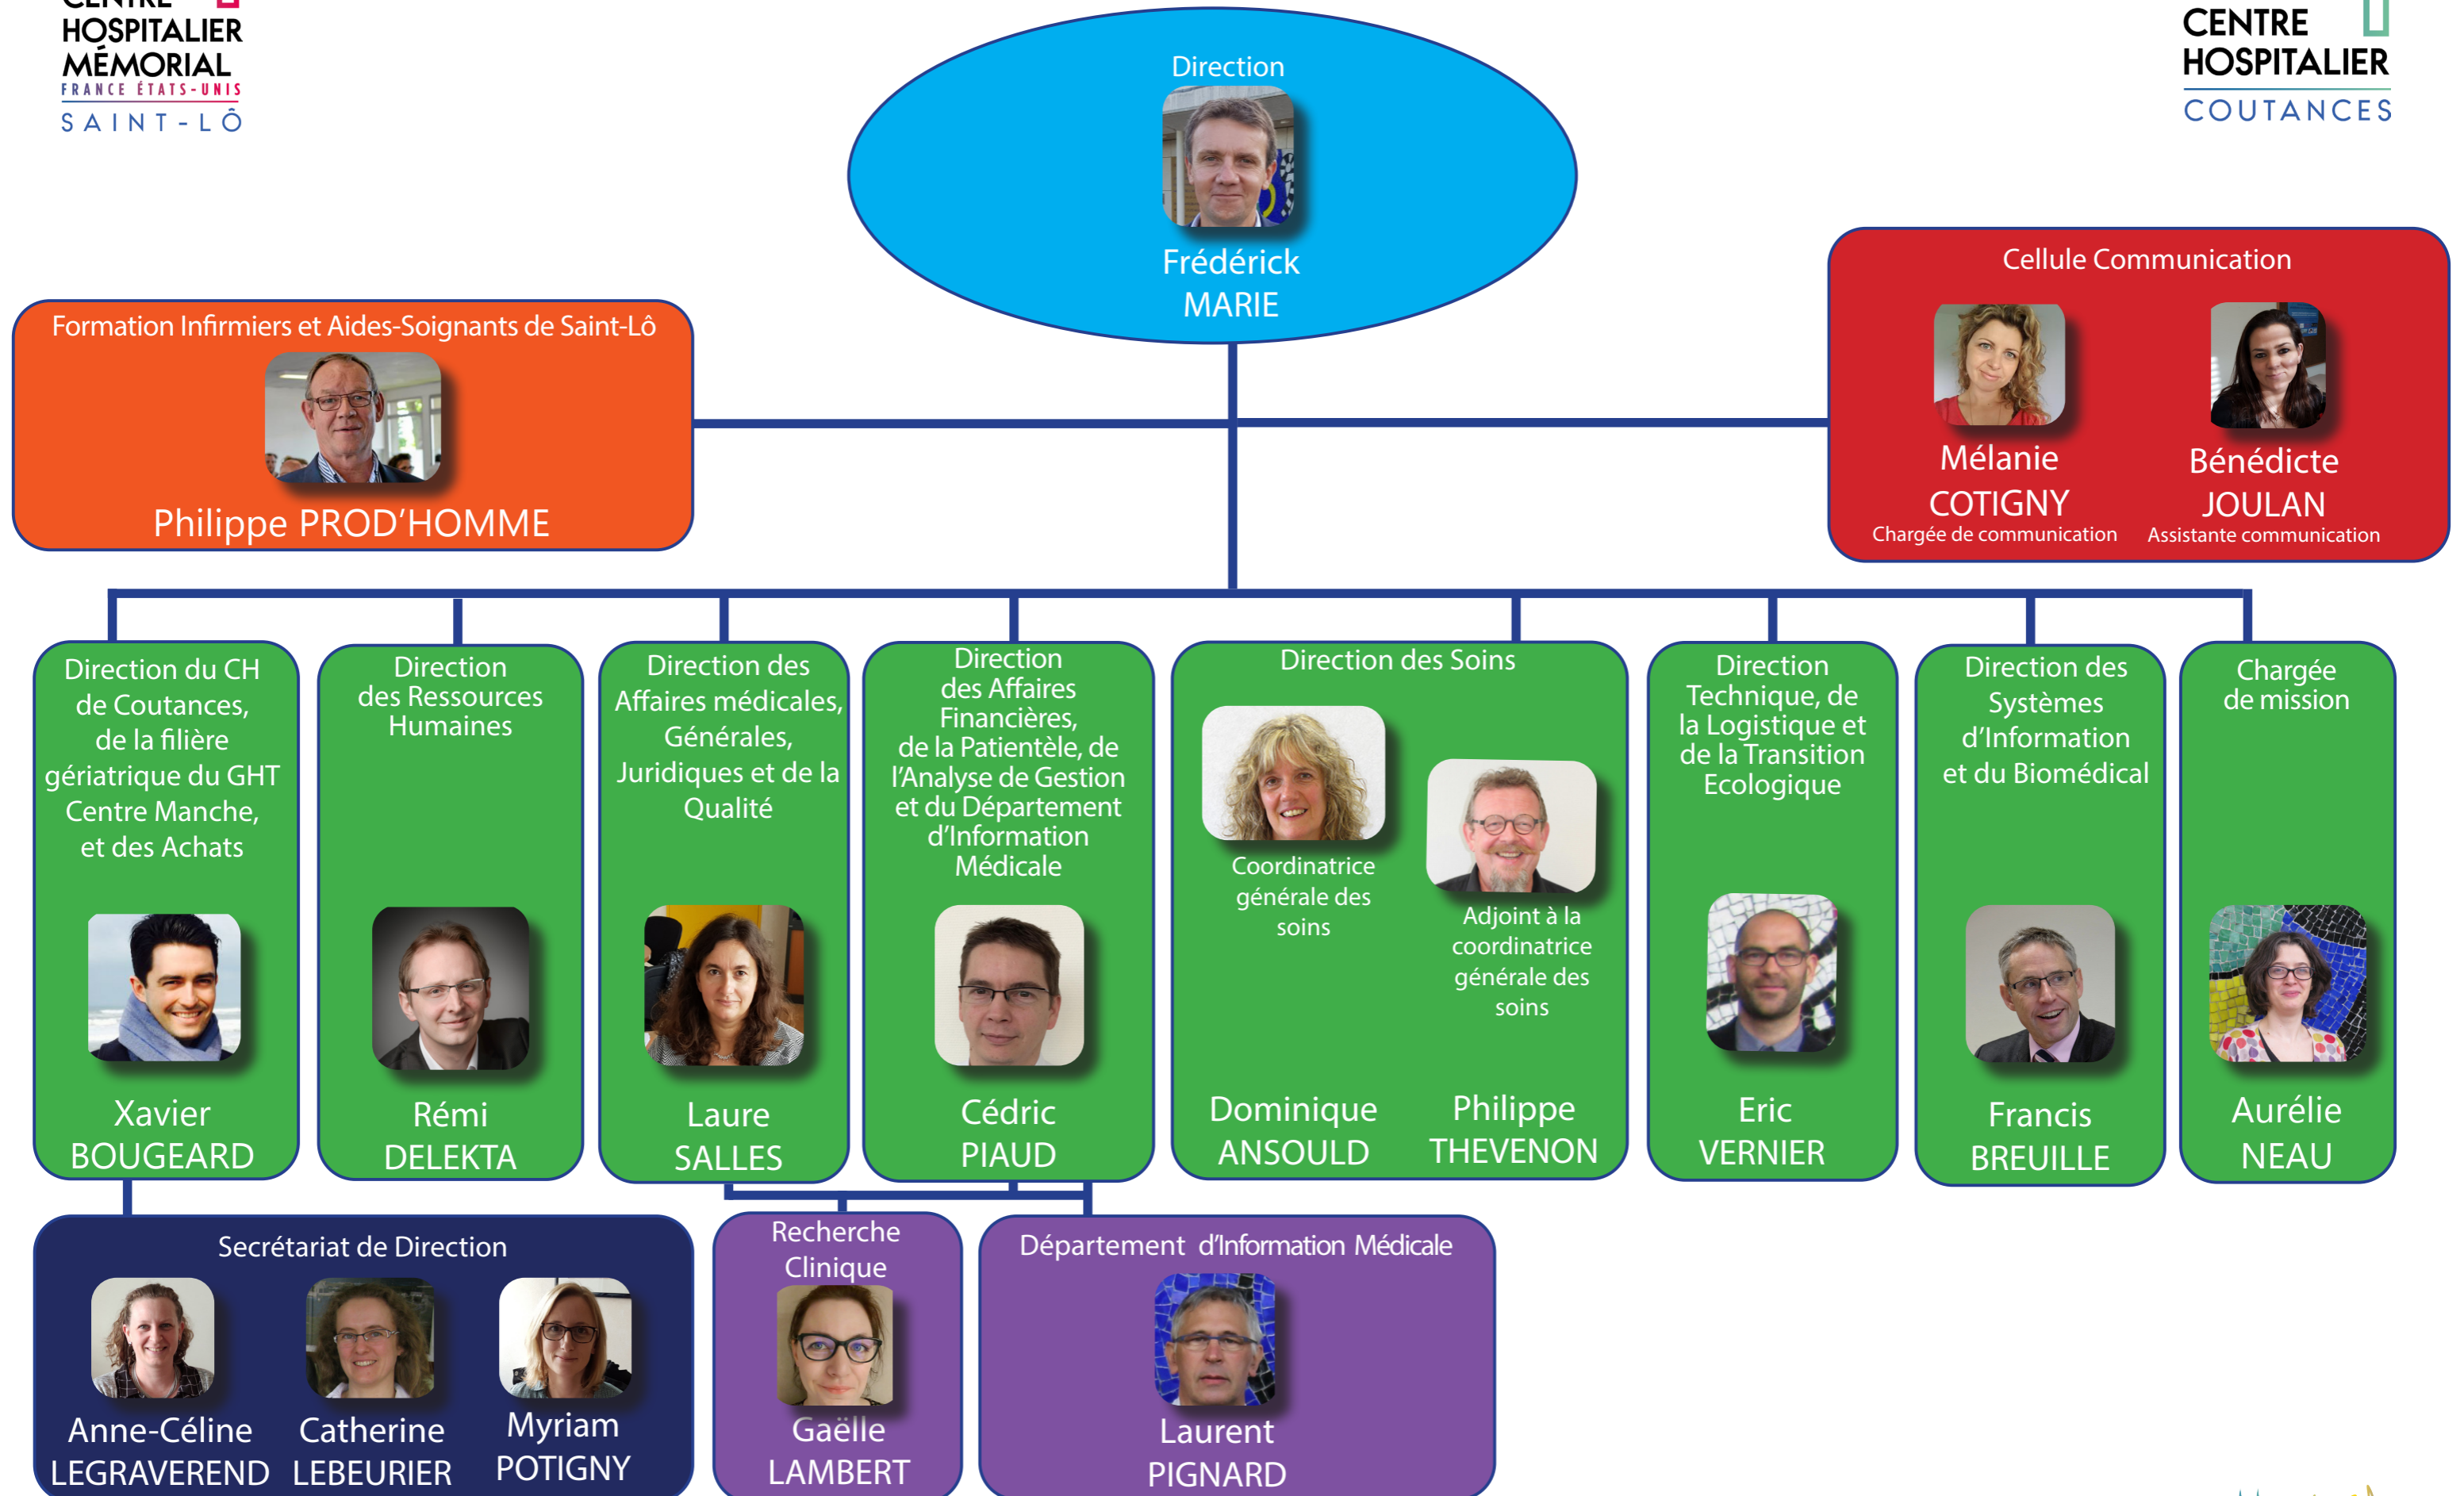 CENTRE
HOSPITALIER
MÉMORIAL
FRANCE ÉTATS-UNIS
SAINT-LÔ
CENTRE
HOSPITALIER
COUTANCES
Direction
Frédérick
MARIE
Cellule Communication
Mélanie
COTIGNY
Chargée de communication
Bénédicte
JOULAN
Assistante communication
Formation Infirmiers et Aides-Soignants de Saint-Lô
Philippe PROD'HOMME
Direction du CH
de Coutances,
de la filière
gériatrique du GHT
Centre Manche,
et des Achats
Xavier
BOUGEARD
Direction
des Ressources
Humaines
Rémi
DELEKTA
Direction des
Affaires médicales,
Générales,
Juridiques et de la
Qualité
Laure
SALLES
Direction
des Affaires
Financières,
de la Patientèle, de
l'Analyse de Gestion
et du Département
d'Information
Médicale
Cédric
PIAUD
Direction des Soins
Coordinatrice
générale des
soins
Dominique
ANSOULD
Adjoint à la
coordinatrice
générale des
soins
Philippe
THEVENON
Direction
Technique, de
la Logistique et
de la Transition
Ecologique
Eric
VERNIER
Direction des
Systèmes
d'Information
et du Biomédical
Francis
BREUILLE
Chargée
de mission
Aurélie
NEAU
Secrétariat de Direction
Anne-Céline
LEGRAVEREND
Catherine
LEBEURIER
Myriam
POTIGNY
Recherche
Clinique
Gaëlle
LAMBERT
Département d'Information Médicale
Laurent
PIGNARD